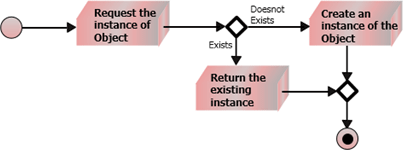 Request the
instance of
Object
Doesnot
Exists
Exists
Create an
instance of the
Object
Return the
existing
instance